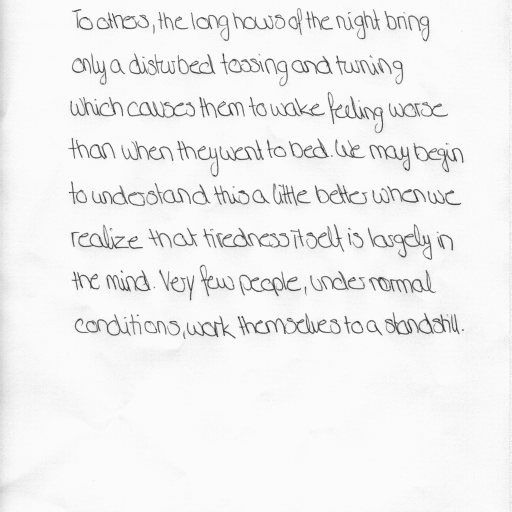 To others, the long hours of the night bring
only a disturbed tossing and turning
which causes them to wake feeling worse
than when they went to bed. We may begin
to understand this a little better when we
realize that tiredness itself is largely in
the mind. Very few people, under normal
conditions, work themselves to a standstill.